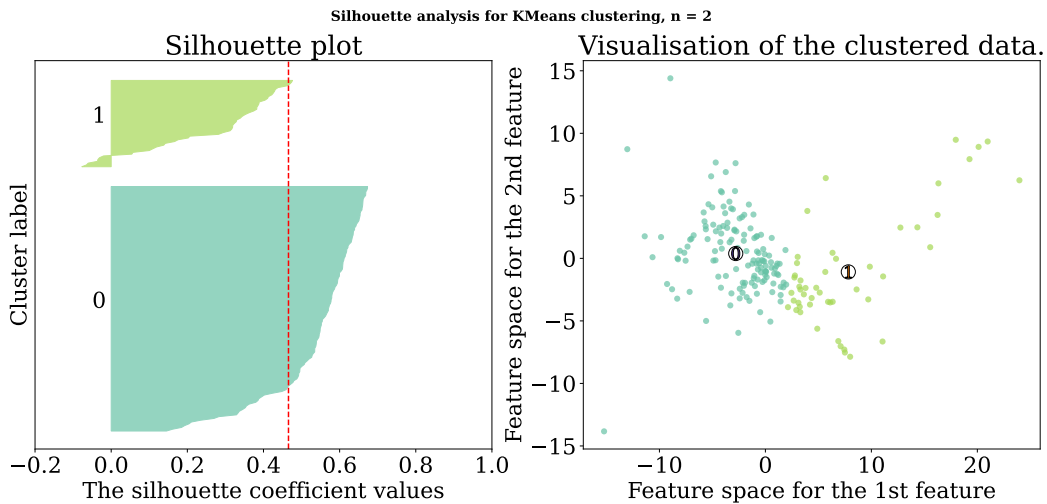 Silhouette analysis for KMeans clustering, n = 2
Silhouette plot
Cluster label
1
0
−0.2 0.0 0.2 0.4 0.6 0.8 1.0
The silhouette coefficient values
Visualisation of the clustered data.
Feature space for the 2nd feature
15
10
5
0
−5
−10
−15
0
1
−10 0 10 20
Feature space for the 1st feature